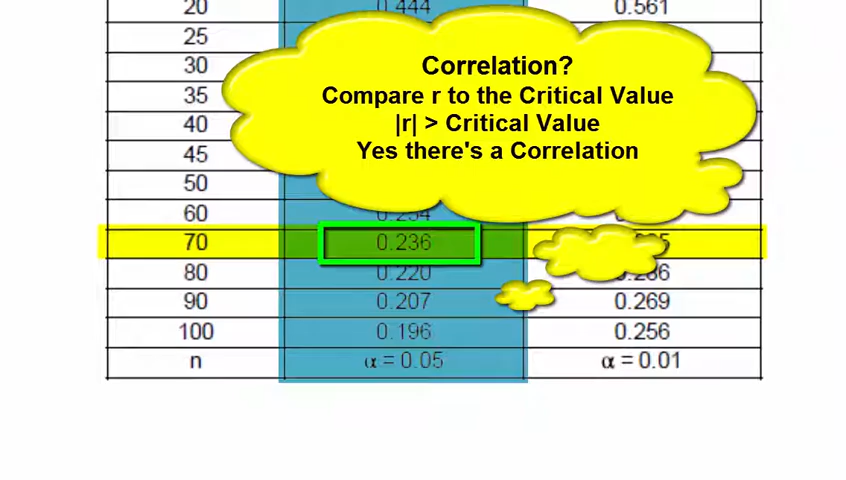 20 0.444 0.561
25
30
35
40
45
50
60
70 0.236
80 0.220
90 0.207 0.269
100 0.196 0.256
n α = 0.05 α = 0.01
Correlation?
Compare r to the Critical Value
|r| > Critical Value
Yes there's a Correlation